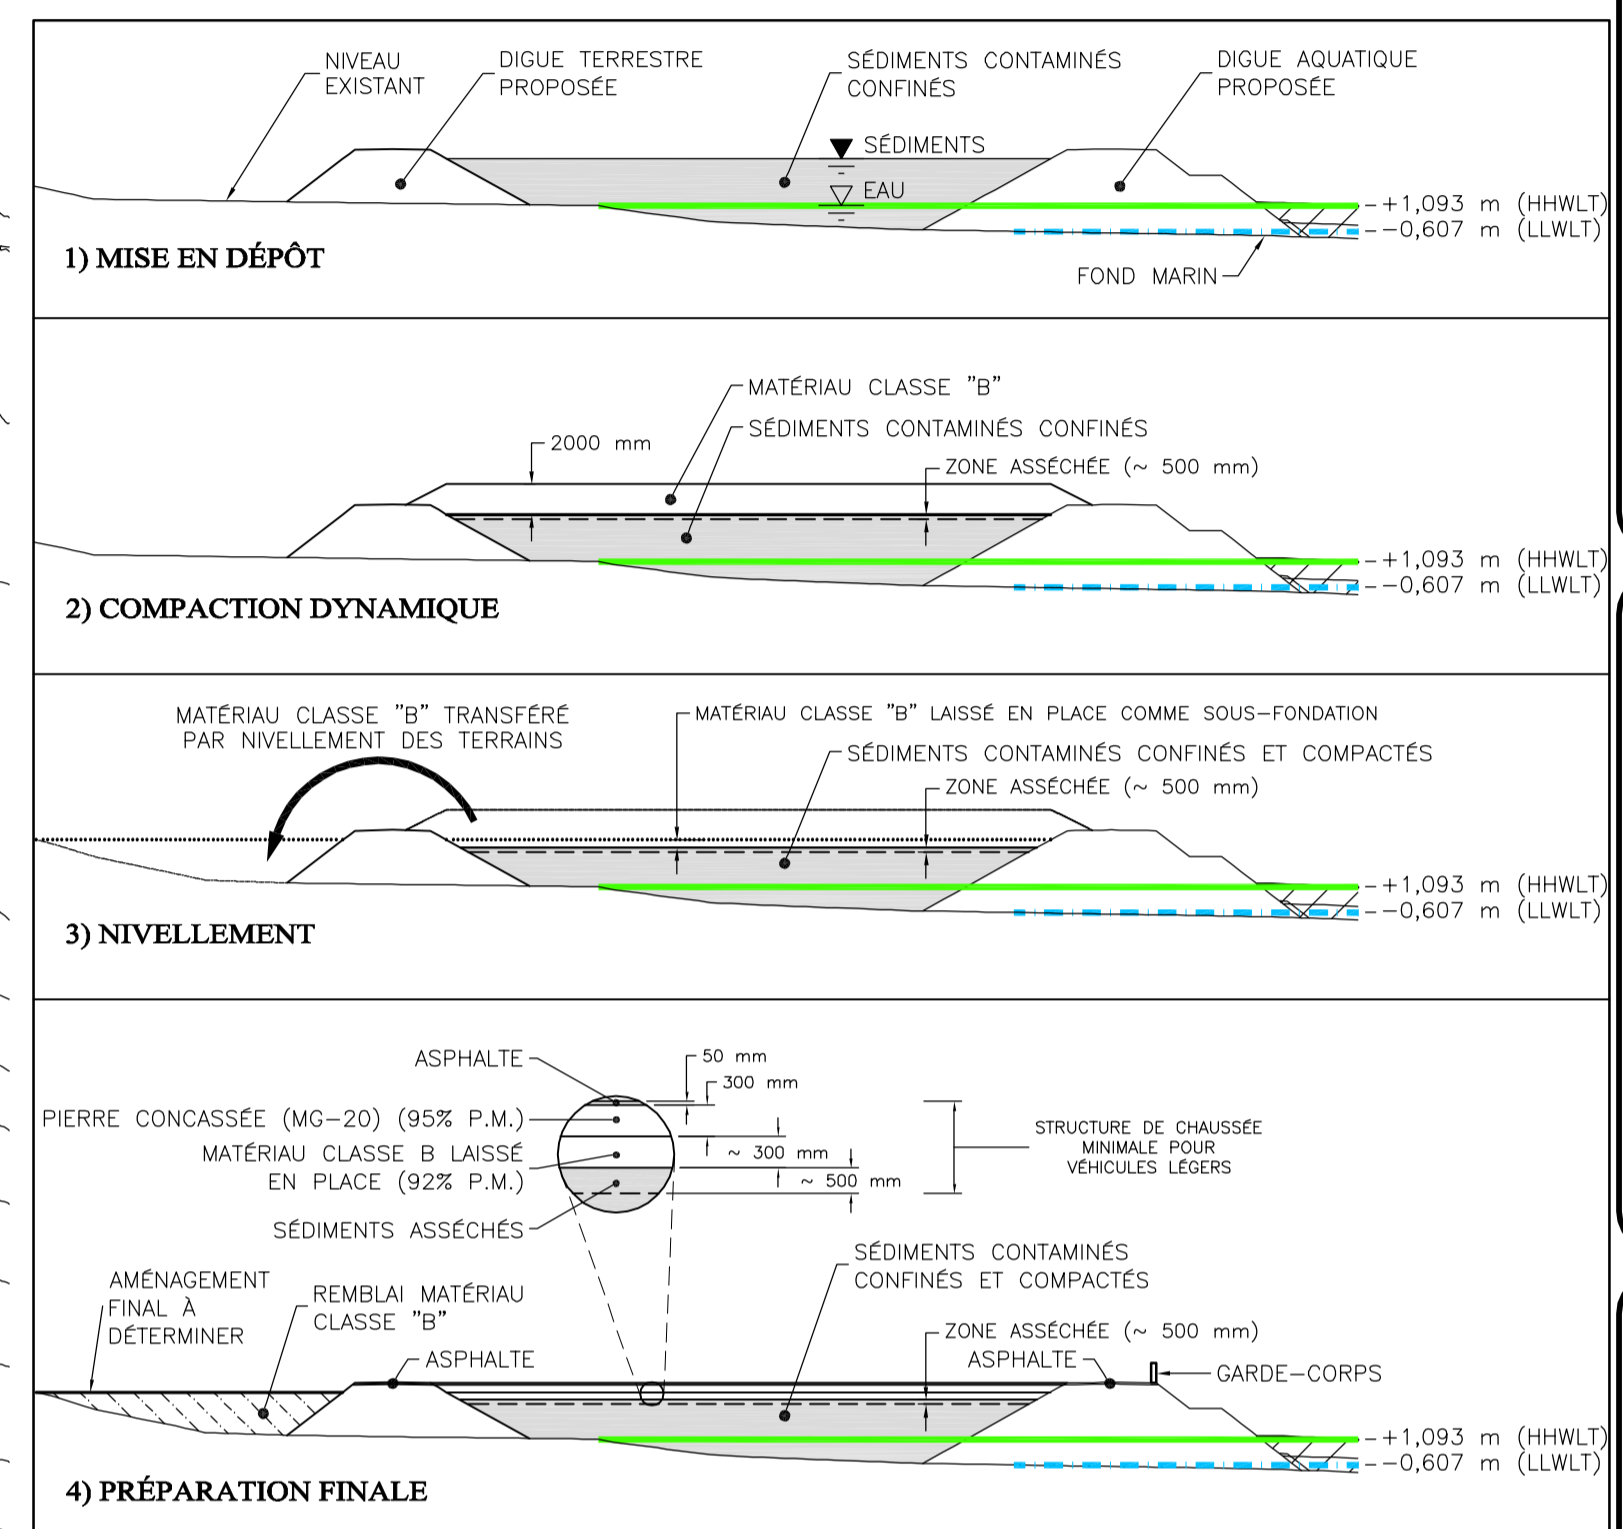 NIVEAU
EXISTANT
DIGUE TERRESTRE
PROPOSÉE
SÉDIMENTS CONTAMINÉS
CONFINÉS
DIGUE AQUATIQUE
PROPOSÉE
SÉDIMENTS
EAU
+1,093 m (HHWLT)
-0,607 m (LLWLT)
FOND MARIN
1) MISE EN DÉPÔT
MATÉRIAU CLASSE "B"
SÉDIMENTS CONTAMINÉS CONFINÉS
2000 mm
ZONE ASSÉCHÉE (~ 500 mm)
+1,093 m (HHWLT)
-0,607 m (LLWLT)
2) COMPACTION DYNAMIQUE
MATÉRIAU CLASSE "B" TRANSFÉRÉ
PAR NIVELLEMENT DES TERRAINS
MATÉRIAU CLASSE "B" LAISSÉ EN PLACE COMME SOUS-FONDATION
SÉDIMENTS CONTAMINÉS CONFINÉS ET COMPACTÉS
ZONE ASSÉCHÉE (~ 500 mm)
+1,093 m (HHWLT)
-0,607 m (LLWLT)
3) NIVELLEMENT
ASPHALTE
PIERRE CONCASSÉE (MG-20) (95% P.M.)
MATÉRIAU CLASSE B LAISSÉ
EN PLACE (92% P.M.)
SÉDIMENTS ASSÉCHÉS
50 mm
300 mm
~ 300 mm
~ 500 mm
STRUCTURE DE CHAUSSÉE
MINIMALE POUR
VÉHICULES LÉGERS
AMÉNAGEMENT
FINAL À
DÉTERMINER
REMBLAI MATÉRIAU
CLASSE "B"
ASPHALTE
SÉDIMENTS CONTAMINÉS
CONFINÉS ET COMPACTÉS
ZONE ASSÉCHÉE (~ 500 mm)
ASPHALTE
GARDE-CORPS
+1,093 m (HHWLT)
-0,607 m (LLWLT)
4) PRÉPARATION FINALE